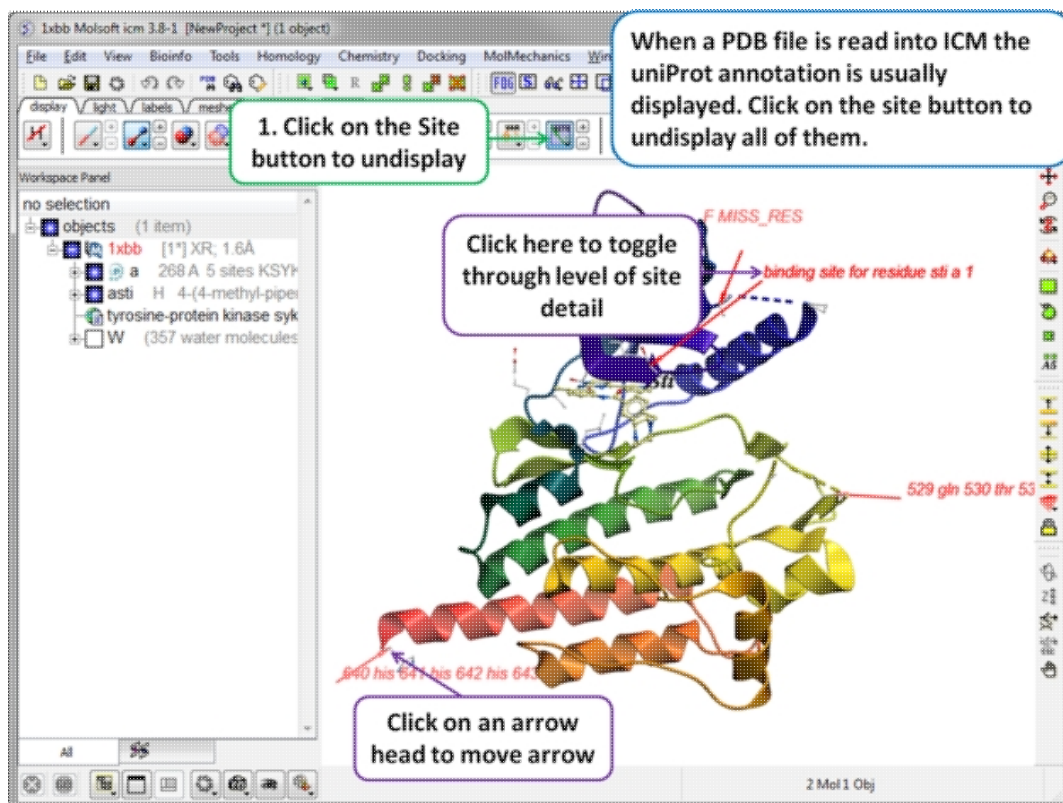 1xbb Molsoft icm 3.8-1 [NewProject *] (1 object)
File Edit View Bioinfo Tools Homology Chemistry Docking MolMechanics Win
When a PDB file is read into ICM the
uniProt annotation is usually
displayed. Click on the site button to
undisplay all of them.
display light labels meshe
1. Click on the Site
button to undisplay
Workspace Panel
no selection
objects (1 item)
1xbb [1*] XR; 1.6Å
a 268 A 5 sites KSYK
asti H 4-(4-methyl-piper
tyrosine-protein kinase syk
W (357 water molecules
F MISS_RES
Click here to toggle
through level of site
detail
binding site for residue sti a 1
sti
529 gln 530 thr 53
640 his 641 his 642 his 643
Click on an arrow
head to move arrow
All
2 Mol 1 Obj